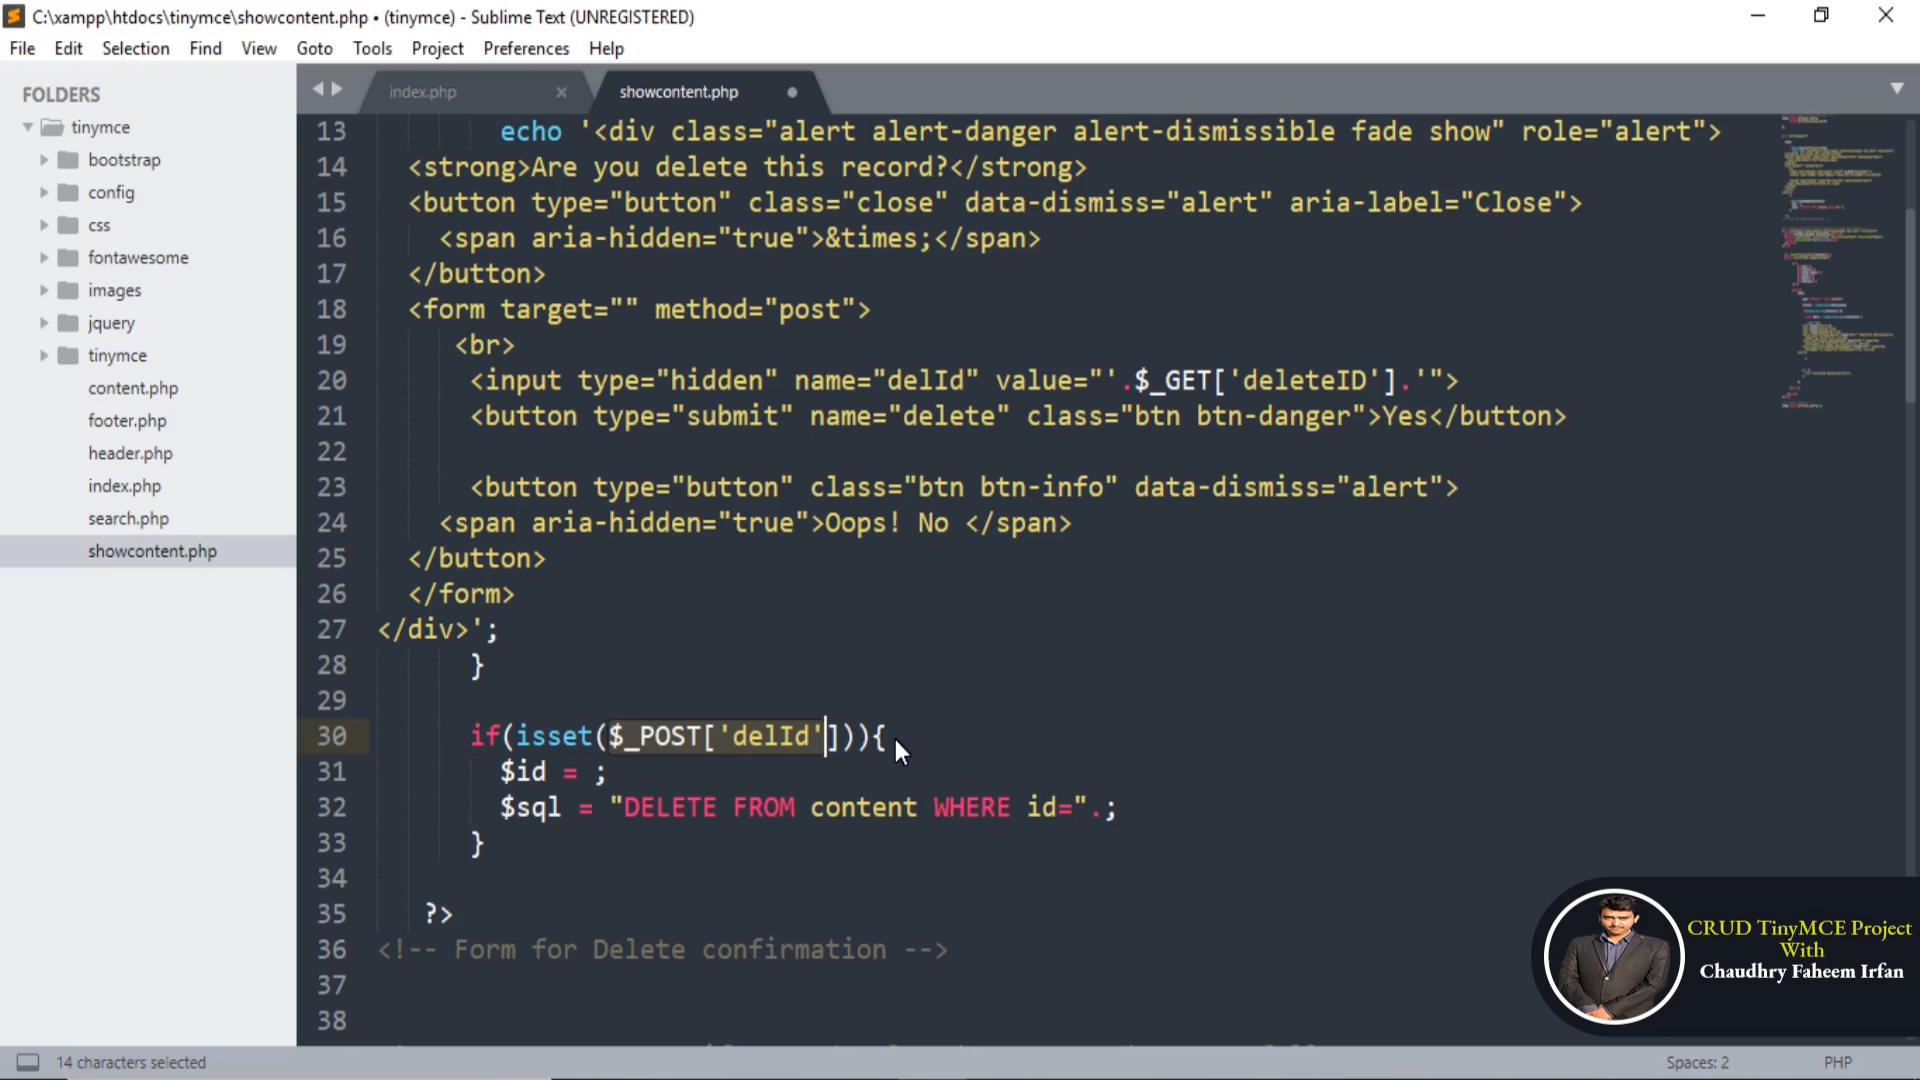 C:\xampp\htdocs\tinymce\showcontent.php • (tinymce) - Sublime Text (UNREGISTERED)
File Edit Selection Find View Goto Tools Project Preferences Help
FOLDERS
tinymce
bootstrap
config
css
fontawesome
images
jquery
tinymce
content.php
footer.php
header.php
index.php
search.php
showcontent.php
index.php × showcontent.php
13 echo '<div class="alert alert-danger alert-dismissible fade show" role="alert">
14 <strong>Are you delete this record?</strong>
15 <button type="button" class="close" data-dismiss="alert" aria-label="Close">
16 <span aria-hidden="true">&times;</span>
17 </button>
18 <form target="" method="post">
19 <br>
20 <input type="hidden" name="delId" value="'.$_GET['deleteID'].'">
21 <button type="submit" name="delete" class="btn btn-danger">Yes</button>
22
23 <button type="button" class="btn btn-info" data-dismiss="alert">
24 <span aria-hidden="true">Oops! No </span>
25 </button>
26 </form>
27 </div>';
28 }
29
30 if(isset($_POST['delId'])){
31 $id = ;
32 $sql = "DELETE FROM content WHERE id=".;
33 }
34
35 ?>
36 <!-- Form for Delete confirmation -->
37
38
CRUD TinyMCE Project
With
Chaudhry Faheem Irfan
14 characters selected
Spaces: 2
PHP